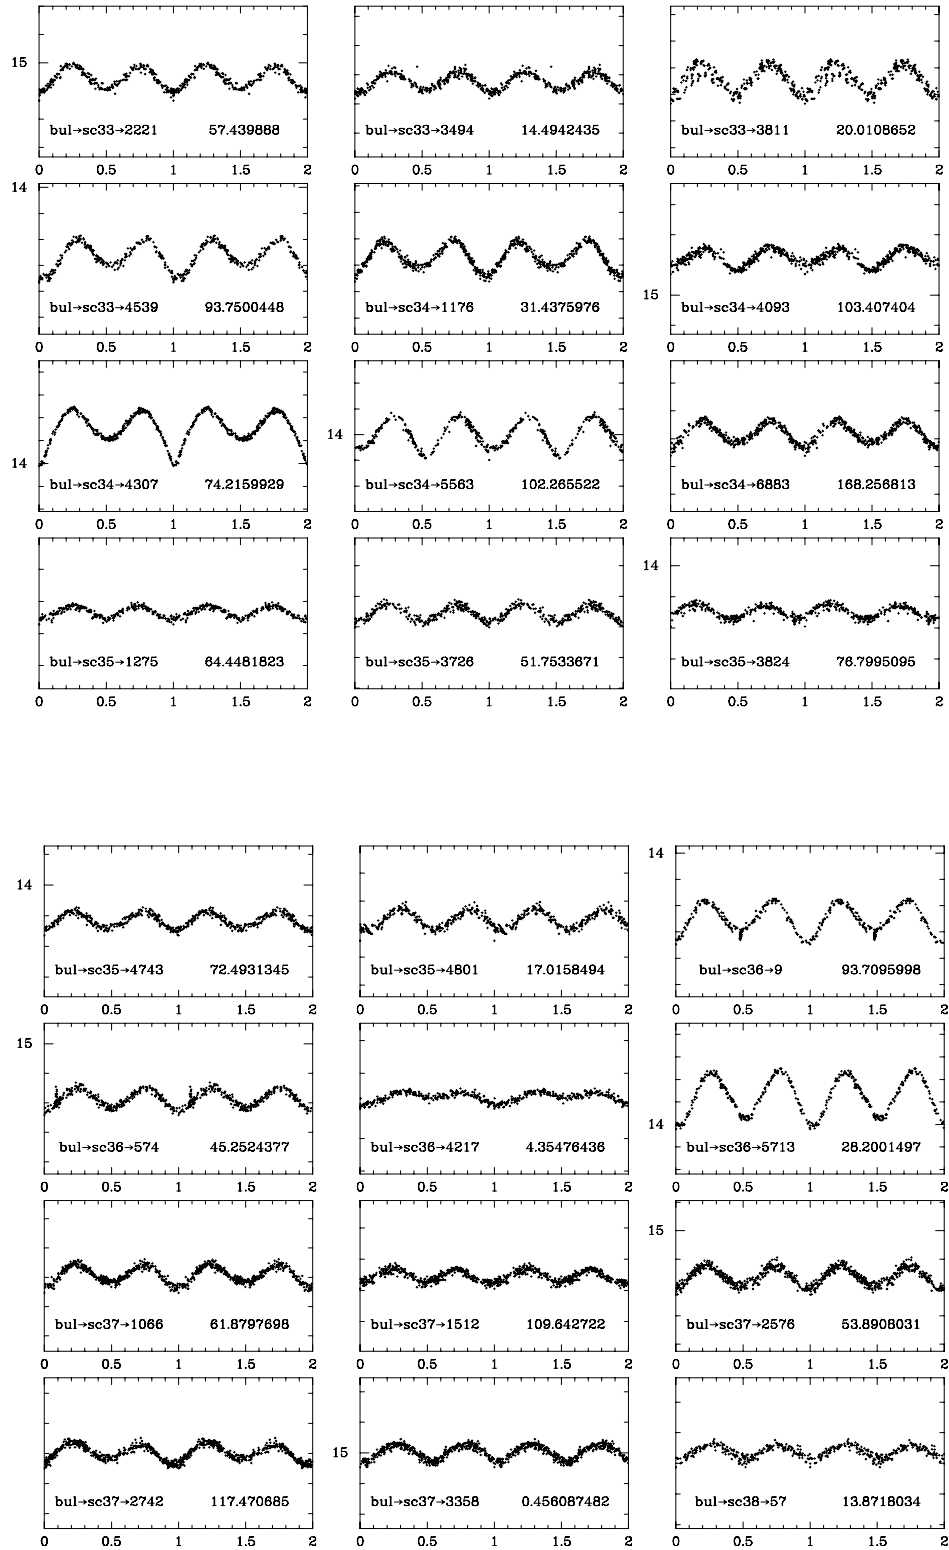 15
bul→sc33→2221 57.439888
bul→sc33→3494 14.4942435
bul→sc33→3811 20.0108652
0 0.5 1 1.5 2
0 0.5 1 1.5 2
0 0.5 1 1.5 2
14
bul→sc33→4539 93.7500448
bul→sc34→1176 31.4375976
15
bul→sc34→4093 103.407404
0 0.5 1 1.5 2
0 0.5 1 1.5 2
0 0.5 1 1.5 2
14
bul→sc34→4307 74.2159929
14
bul→sc34→5563 102.265522
bul→sc34→6883 168.256813
0 0.5 1 1.5 2
0 0.5 1 1.5 2
0 0.5 1 1.5 2
bul→sc35→1275 64.4481823
bul→sc35→3726 51.7533671
14
bul→sc35→3824 76.7995095
0 0.5 1 1.5 2
0 0.5 1 1.5 2
0 0.5 1 1.5 2
14
bul→sc35→4743 72.4931345
bul→sc35→4801 17.0158494
14
bul→sc36→9 93.7095998
0 0.5 1 1.5 2
0 0.5 1 1.5 2
0 0.5 1 1.5 2
15
bul→sc36→574 45.2524377
bul→sc36→4217 4.35476436
14
bul→sc36→5713 28.2001497
0 0.5 1 1.5 2
0 0.5 1 1.5 2
0 0.5 1 1.5 2
bul→sc37→1066 61.8797698
bul→sc37→1512 109.642722
15
bul→sc37→2576 53.8908031
0 0.5 1 1.5 2
0 0.5 1 1.5 2
0 0.5 1 1.5 2
bul→sc37→2742 117.470685
15
bul→sc37→3358 0.456087482
bul→sc38→57 13.8718034
0 0.5 1 1.5 2
0 0.5 1 1.5 2
0 0.5 1 1.5 2